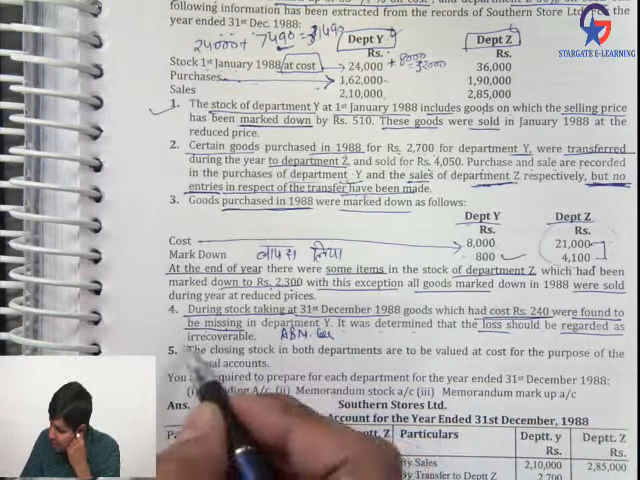 STARGATE E-LEARNING
following information has been extracted from the records of Southern Store Ltd. for the
year ended 31st Dec. 1988:
24000 + 7490 = 31490
Dept Y Dept Z
Rs. Rs.
Stock 1st January 1988 at cost 24,000 + 8000 = 32000 36,000
Purchases 1,62,000 1,90,000
Sales 2,10,000 2,85,000
1. The stock of department Y at 1st January 1988 includes goods on which the selling price
has been marked down by Rs. 510. These goods were sold in January 1988 at the
reduced price.
2. Certain goods purchased in 1988 for Rs. 2,700 for department Y, were transferred
during the year to department Z, and sold for Rs. 4,050. Purchase and sale are recorded
in the purchases of department Y and the sales of department Z respectively, but no
entries in respect of the transfer have been made.
3. Goods purchased in 1988 were marked down as follows:
Dept Y Dept Z
Rs. Rs.
Cost 8,000 21,000
Mark Down लिया 800 4,100
At the end of year there were some items in the stock of department Z, which had been
marked down to Rs. 2,300 with this exception all goods marked down in 1988 were sold
during year at reduced prices.
4. During stock taking at 31st December 1988 goods which had cost Rs. 240 were found to
be missing in department Y. It was determined that the loss should be regarded as
irrecoverable.
5. The closing stock in both departments are to be valued at cost for the purpose of the
accounts.
You required to prepare for each department for the year ended 31st December 1988:
A/c (ii) Memorandum stock a/c (iii) Memorandum mark up a/c
Ans. Southern Stores Ltd.
Account for the Year Ended 31st December, 1988
Z Particulars Deptt. y Deptt. Z
By Sales 2,10,000 2,85,000
By Transfer to Deptt Z 2,700